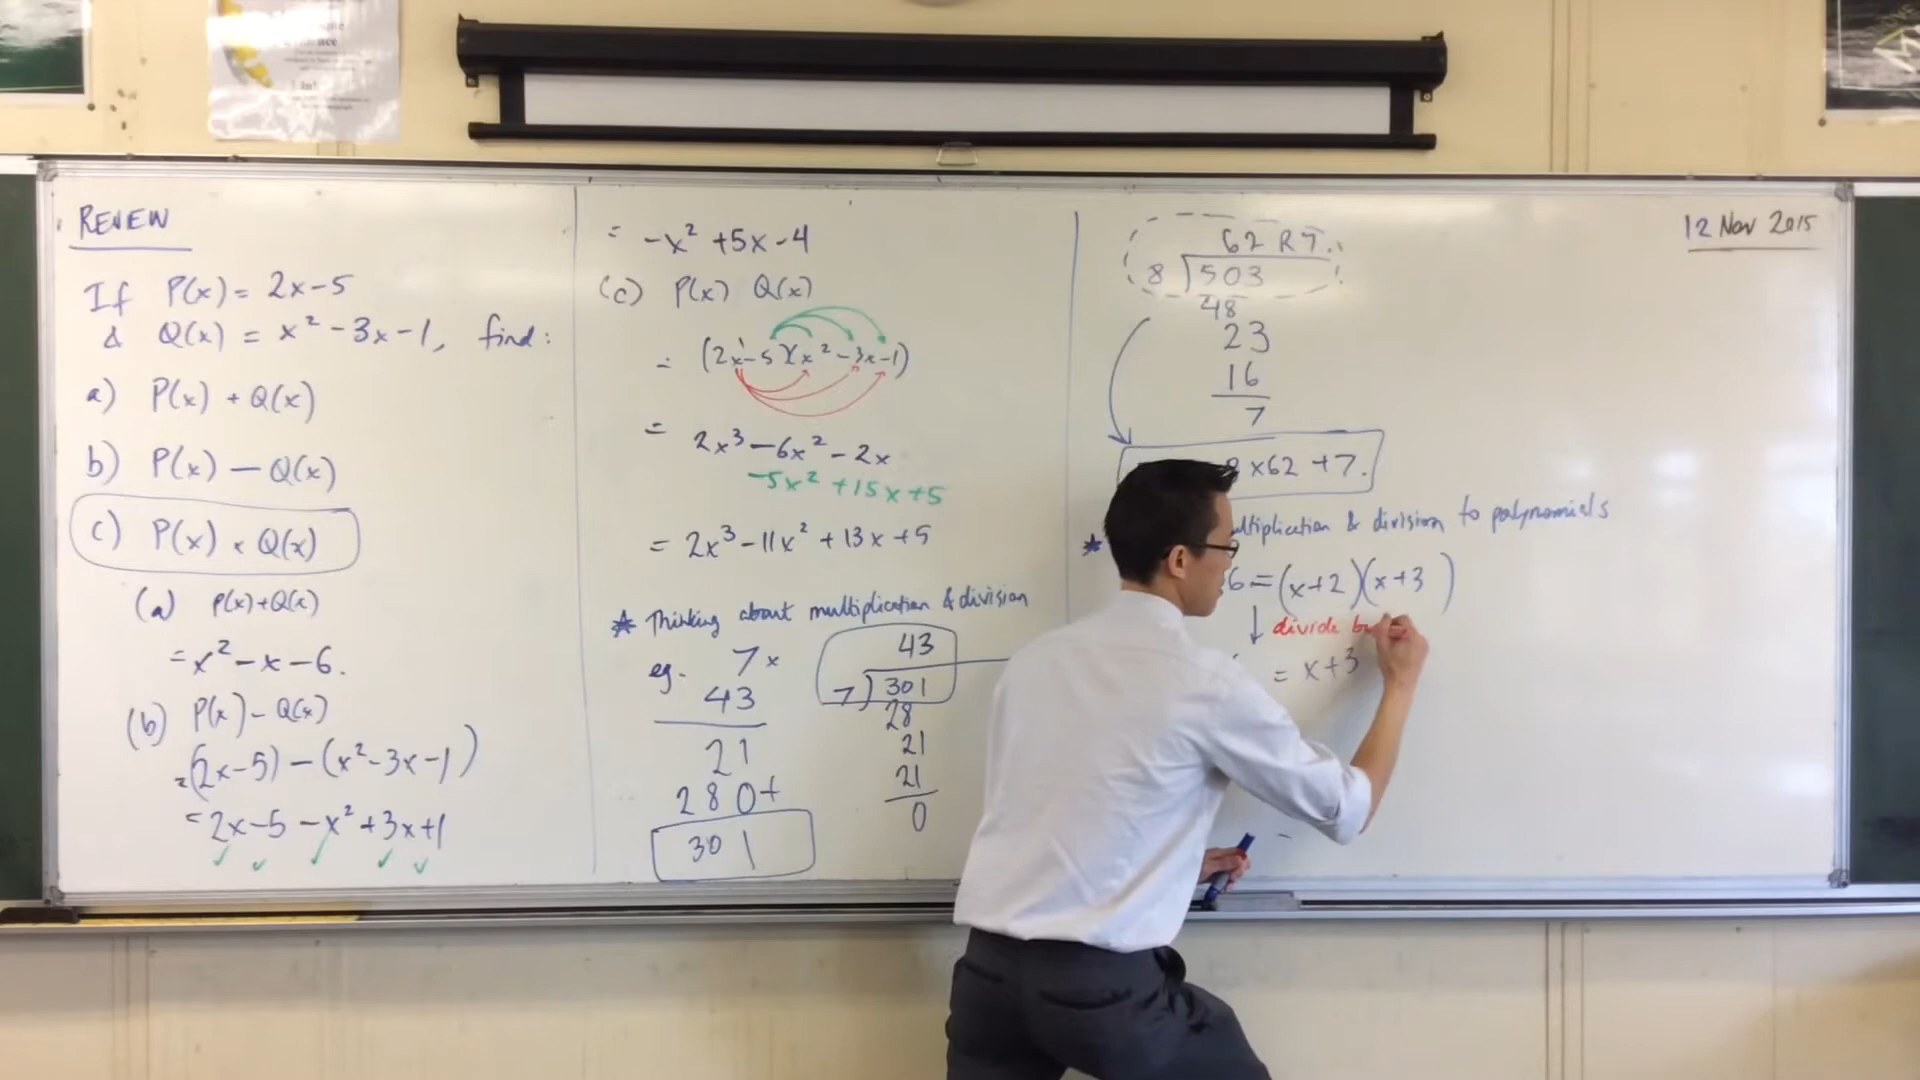 REVIEW
If P(x) = 2x-5
& Q(x) = x² - 3x - 1, find:
a) P(x) + Q(x)
b) P(x) — Q(x)
c) P(x) × Q(x)
(a) P(x)+Q(x)
= x² - x - 6.
(b) P(x) - Q(x)
= (2x-5) - (x²-3x-1)
= 2x-5 - x² + 3x + 1
= -x² + 5x - 4
(c) P(x) Q(x)
= (2x-5)(x²-3x-1)
= 2x³ - 6x² - 2x
-5x² + 15x + 5
= 2x³ - 11x² + 13x + 5
* Thinking about multiplication & division
eg. 7 ×
43
21
280 +
301
43
7 ) 301
28
21
21
0
62 R 7.
8 ) 503
48
23
16
7
8 × 62 + 7.
* multiplication & division to polynomials
6 = (x+2)(x+3)
↓ divide b
= x+3
12 Nov 2015